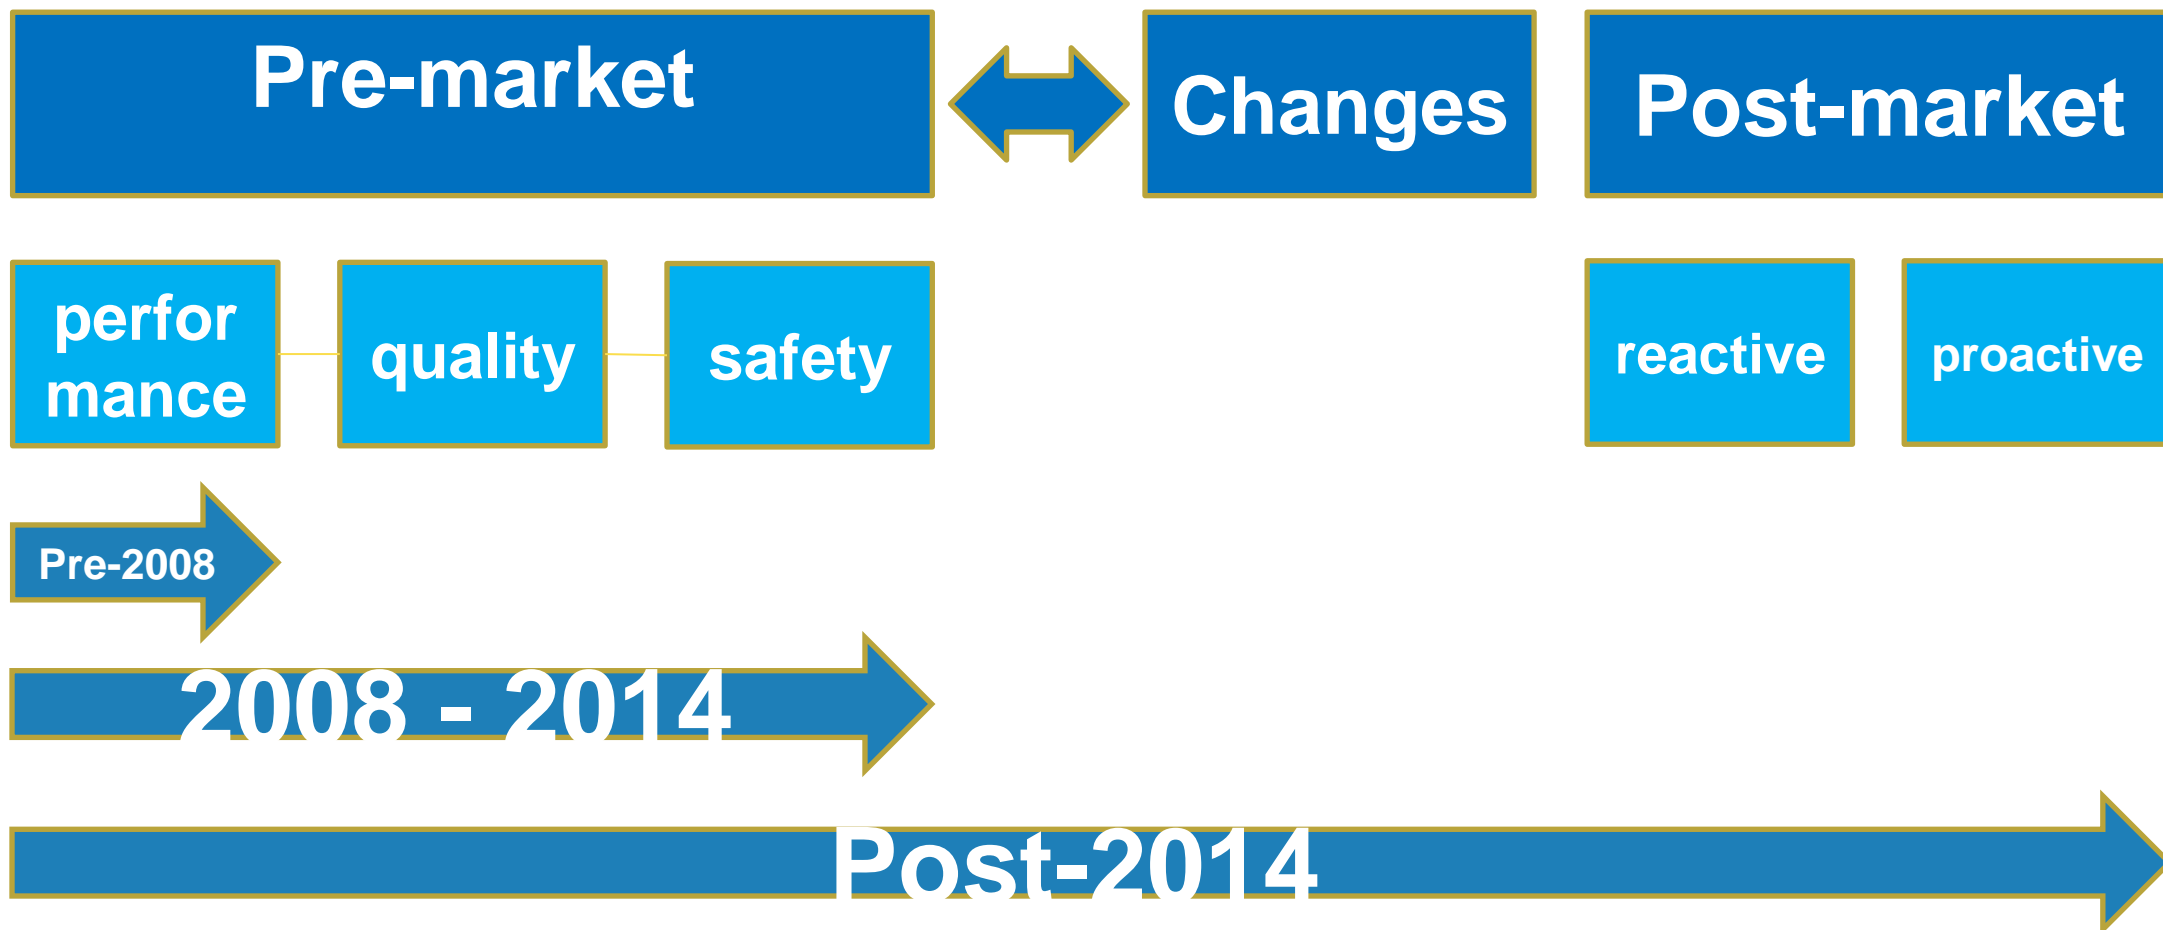 Pre-market
Changes
Post-market
perfor
mance
quality
safety
reactive
proactive
Pre-2008
2008 - 2014
Post-2014